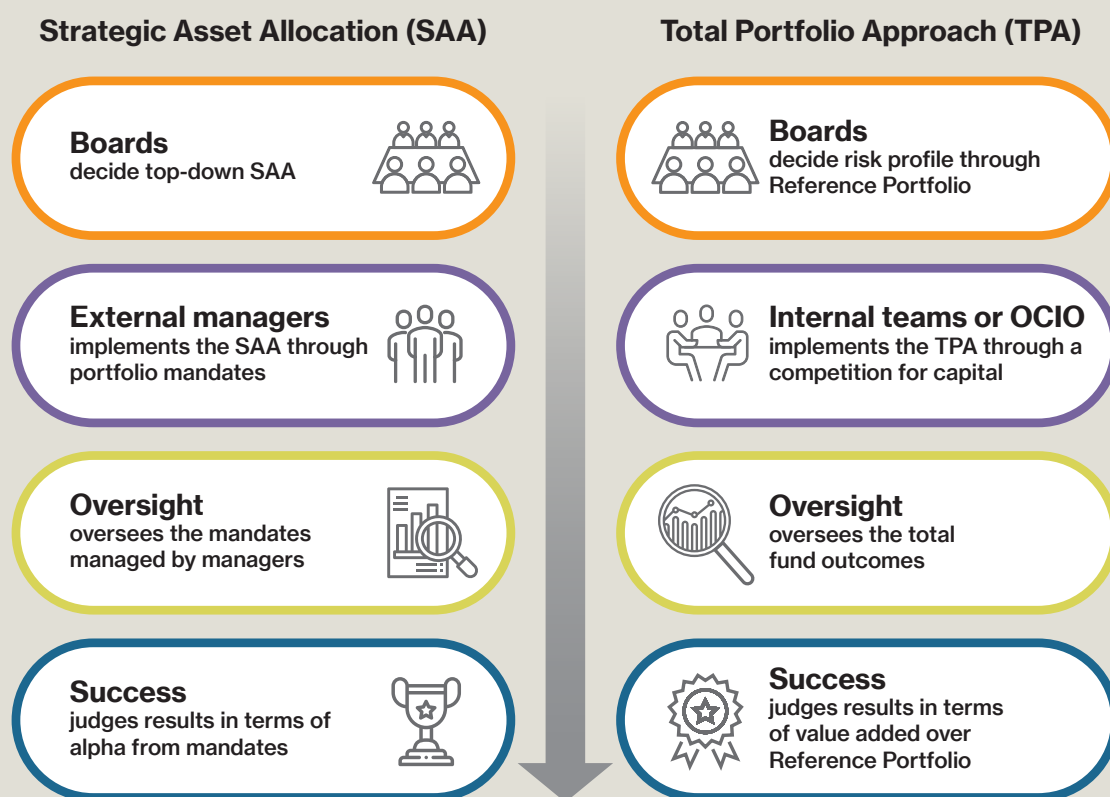 Strategic Asset Allocation (SAA)
Boards
decide top-down SAA
External managers
implements the SAA through
portfolio mandates
Oversight
oversees the mandates
managed by managers
Success
judges results in terms of
alpha from mandates
Total Portfolio Approach (TPA)
Boards
decide risk profile through
Reference Portfolio
Internal teams or OCIO
implements the TPA through a
competition for capital
Oversight
oversees the total
fund outcomes
Success
judges results in terms
of value added over
Reference Portfolio